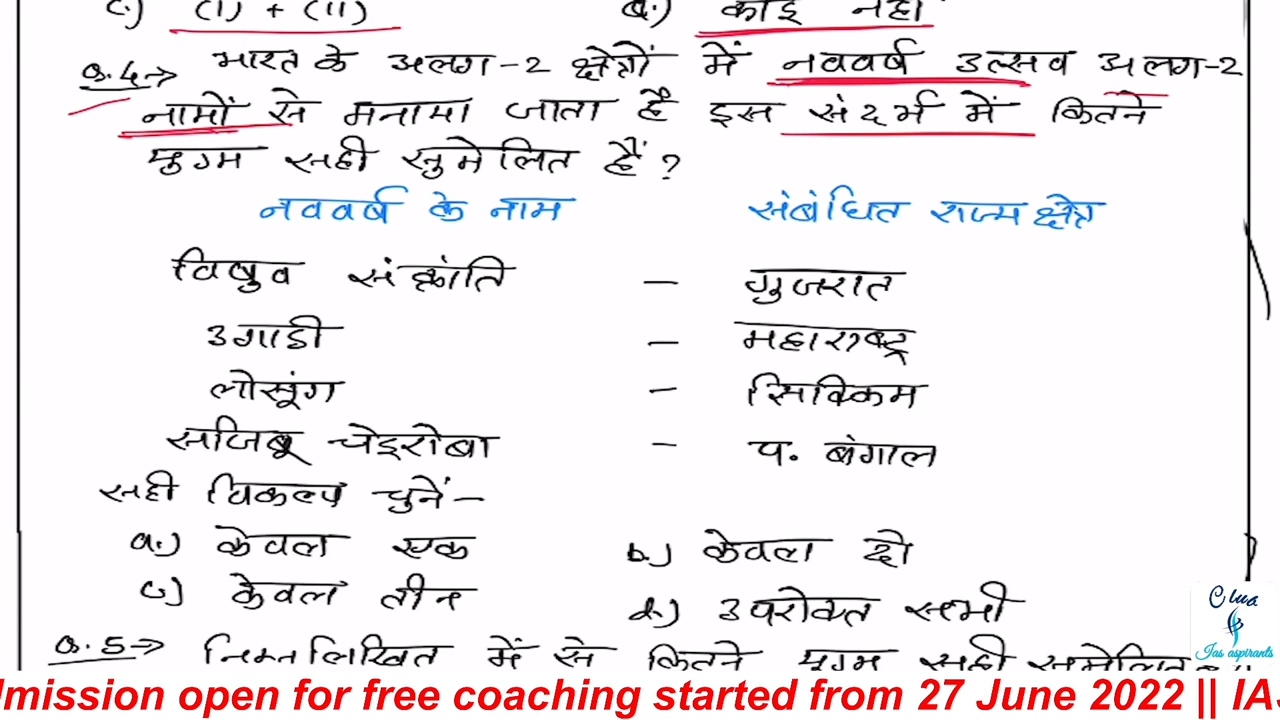 c.) (I) + (II) d.) कोई नहीं
Q.4→ भारत के अलग-2 क्षेत्रों में नववर्ष उत्सव अलग-2
नामों से मनाया जाता है इस संदर्भ में कितने
युग्म सही सुमेलित हैं ?
नववर्ष के नाम संबंधित राज्य क्षेत्र
विषुव संक्रांति - गुजरात
उगाडी - महाराष्ट्र
लोसूंग - सिक्किम
सजिबू चेइरोबा - प. बंगाल
सही विकल्प चुनें-
a.) केवल एक b.) केवल दो
c) केवल तीन d.) उपरोक्त सभी
Q.5→ निम्नलिखित में से कितने युग्म सही सुमेलित
Clua
Ias aspirants
dmission open for free coaching started from 27 June 2022 || IAS